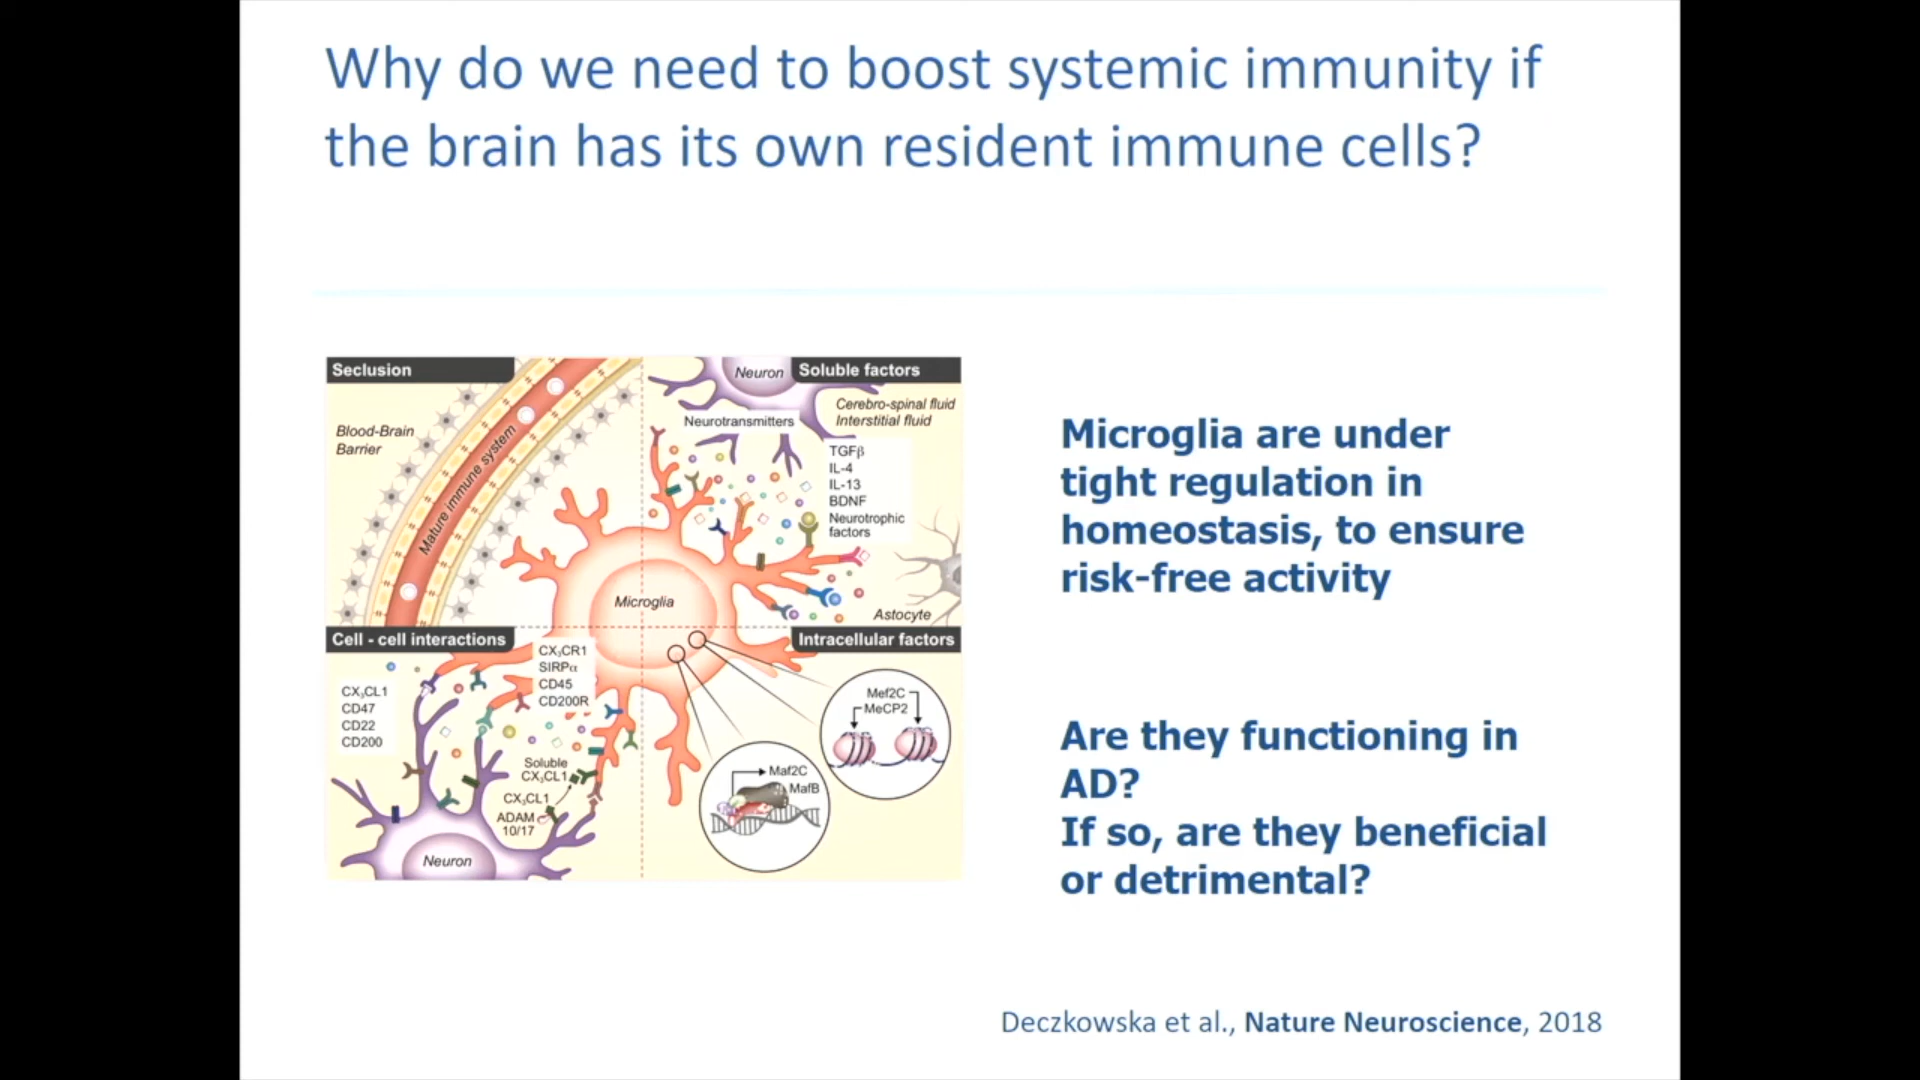 Why do we need to boost systemic immunity if
the brain has its own resident immune cells?
Seclusion
Blood-Brain
Barrier
Mature immune system
Neuron
Soluble factors
Cerebro-spinal fluid
Interstitial fluid
Neurotransmitters
TGFβ
IL-4
IL-13
BDNF
Neurotrophic
factors
Microglia
Astocyte
Cell - cell interactions
CX₃CR1
SIRPα
CD45
CD200R
CX₃CL1
CD47
CD22
CD200
Soluble
CX₃CL1
CX₃CL1
ADAM
10/17
Neuron
Intracellular factors
Mef2C
MeCP2
Maf2C
MafB
Microglia are under
tight regulation in
homeostasis, to ensure
risk-free activity
Are they functioning in
AD?
If so, are they beneficial
or detrimental?
Deczkowska et al., Nature Neuroscience, 2018